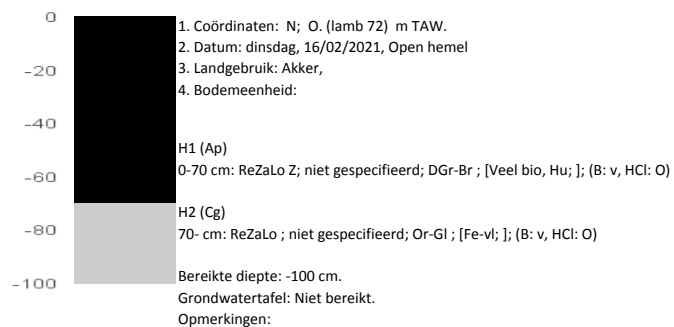 0
-20
-40
-60
-80
-100
1. Coördinaten: N; O. (lamb 72) m TAW.
2. Datum: dinsdag, 16/02/2021, Open hemel
3. Landgebruik: Akker,
4. Bodemeenheid:
H1 (Ap)
0-70 cm: ReZaLo Z; niet gespecifieerd; DGr-Br ; [Veel bio, Hu; ]; (B: v, HCl: O)
H2 (Cg)
70- cm: ReZaLo ; niet gespecifieerd; Or-Gl ; [Fe-vl; ]; (B: v, HCl: O)
Bereikte diepte: -100 cm.
Grondwatertafel: Niet bereikt.
Opmerkingen: